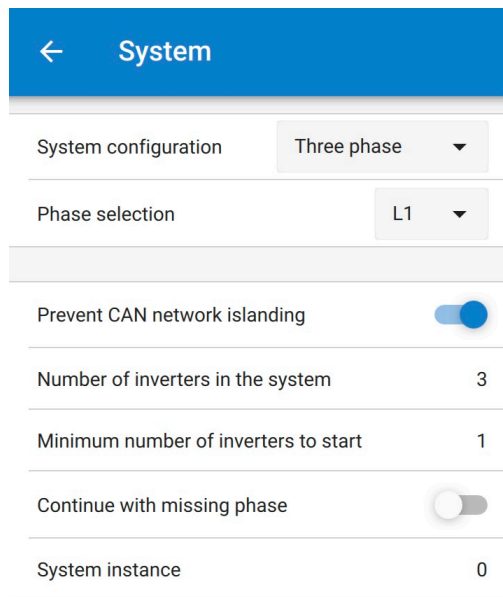 System
System configuration Three phase
Phase selection L1
Prevent CAN network islanding
Number of inverters in the system 3
Minimum number of inverters to start 1
Continue with missing phase
System instance 0